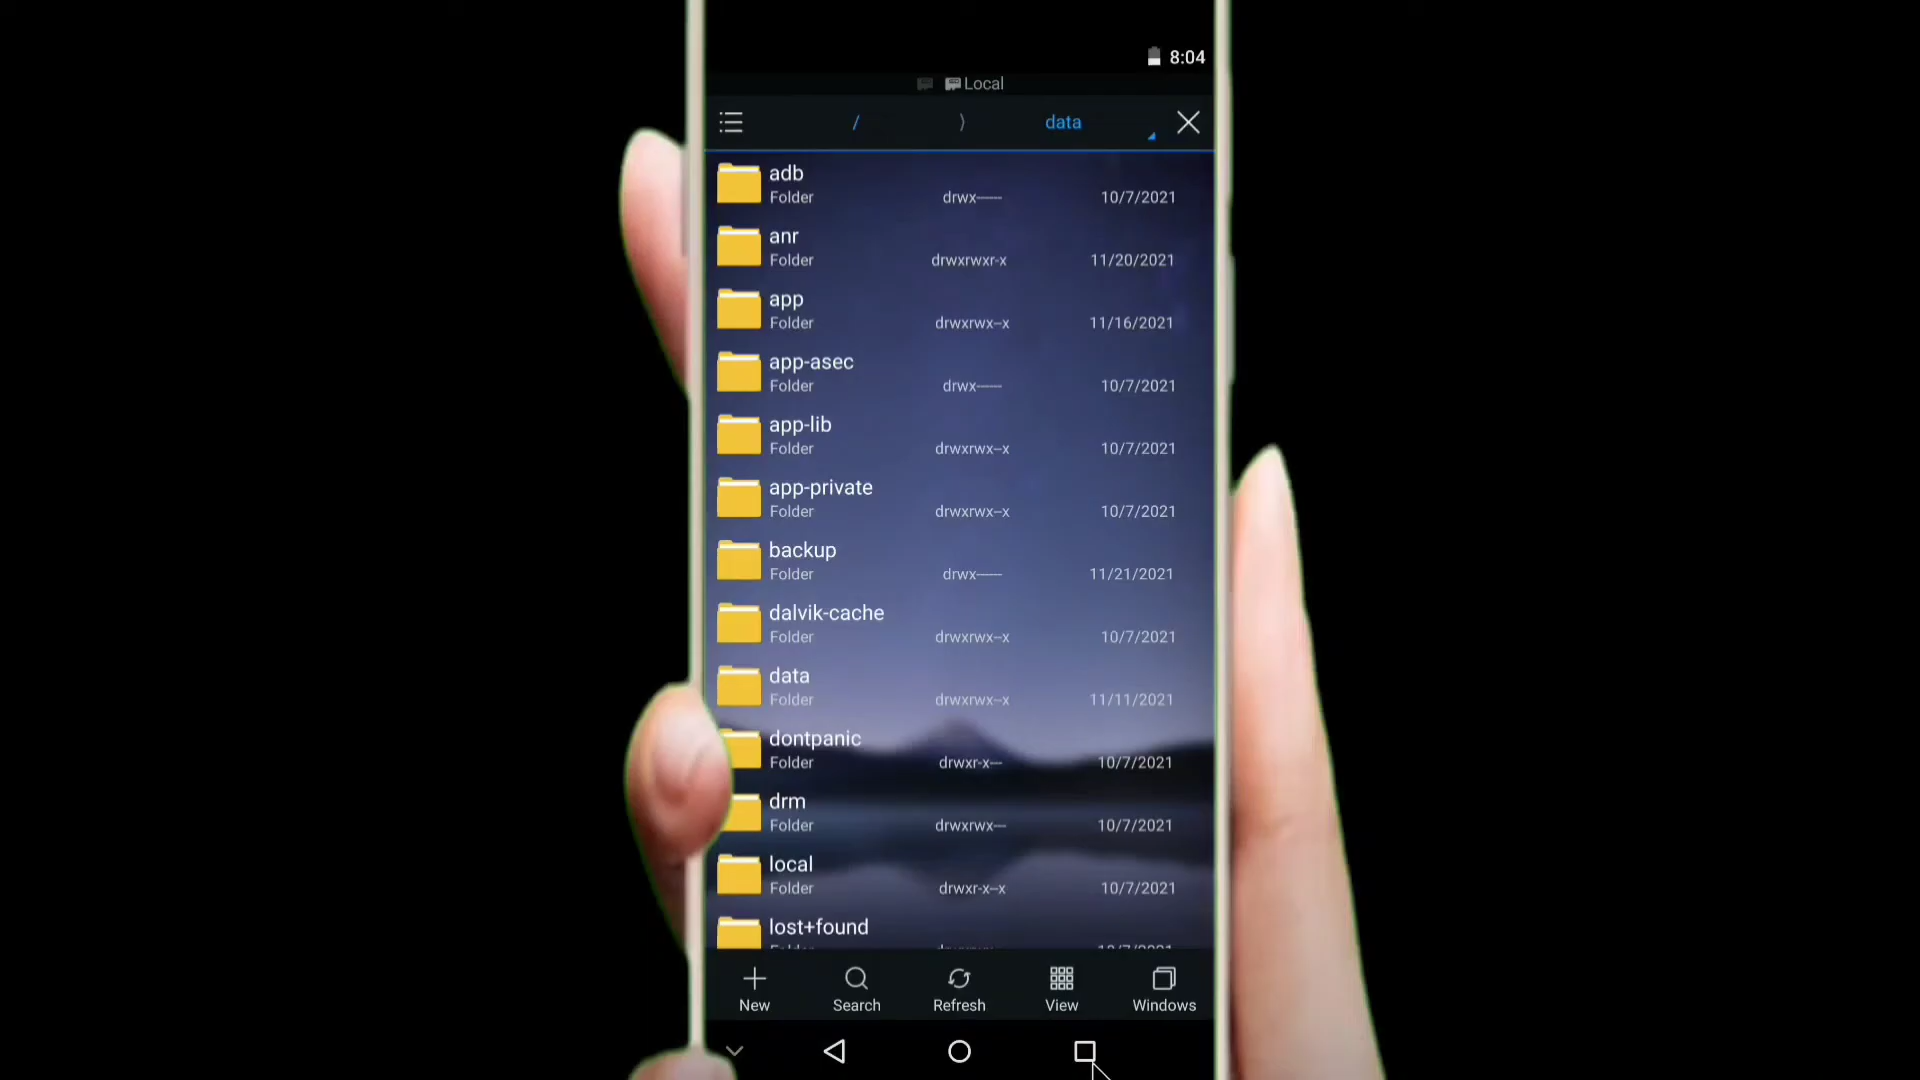 8:04
Local
/ ⟩ data
adb
Folder drwx------ 10/7/2021
anr
Folder drwxrwxr-x 11/20/2021
app
Folder drwxrwx--x 11/16/2021
app-asec
Folder drwx------ 10/7/2021
app-lib
Folder drwxrwx--x 10/7/2021
app-private
Folder drwxrwx--x 10/7/2021
backup
Folder drwx------ 11/21/2021
dalvik-cache
Folder drwxrwx--x 10/7/2021
data
Folder drwxrwx--x 11/11/2021
dontpanic
Folder drwxr-x--- 10/7/2021
drm
Folder drwxrwx--- 10/7/2021
local
Folder drwxr-x--x 10/7/2021
lost+found
New Search Refresh View Windows